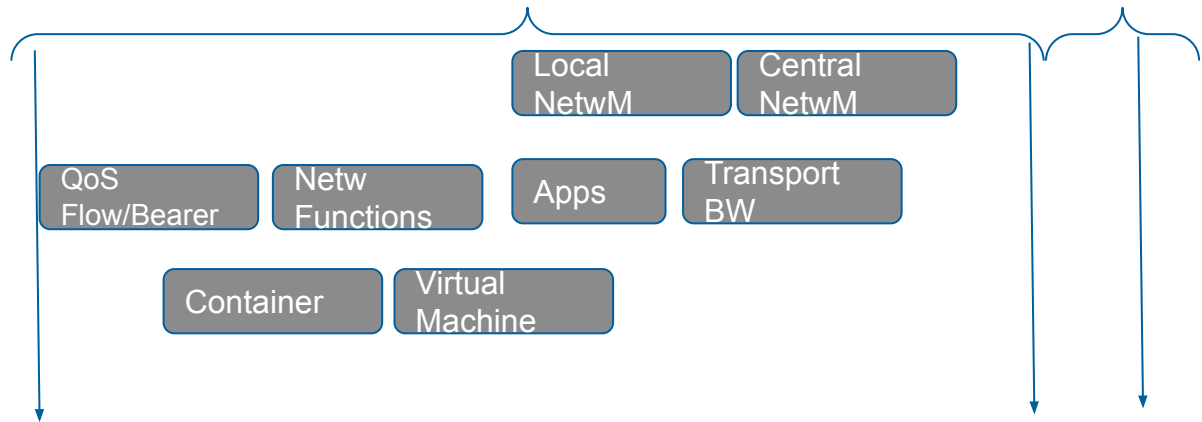 Local
NetwM
Central
NetwM
QoS
Flow/Bearer
Netw
Functions
Apps
Transport
BW
Container
Virtual
Machine